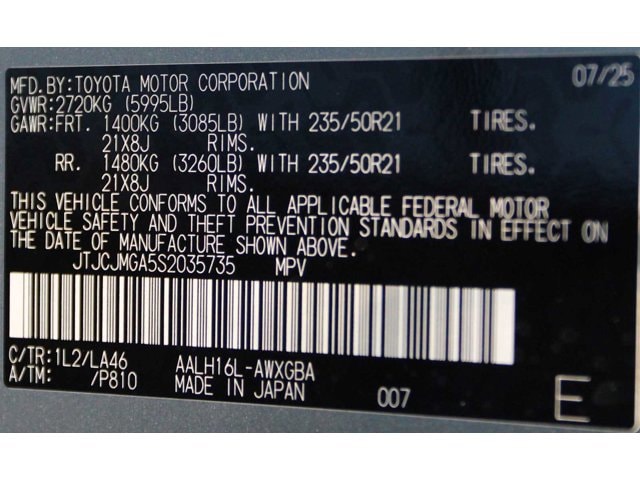 MFD.BY:TOYOTA MOTOR CORPORATION 07/25
GVWR:2720KG (5995LB)
GAWR:FRT. 1400KG (3085LB) WITH 235/50R21 TIRES.
21X8J RIMS.
RR. 1480KG (3260LB) WITH 235/50R21 TIRES.
21X8J RIMS.
THIS VEHICLE CONFORMS TO ALL APPLICABLE FEDERAL MOTOR
VEHICLE SAFETY AND THEFT PREVENTION STANDARDS IN EFFECT ON
THE DATE OF MANUFACTURE SHOWN ABOVE.
JTJCJMGA5S2035735 MPV
C/TR:1L2/LA46 AALH16L-AWXGBA
A/TM: /P810 MADE IN JAPAN 007 E